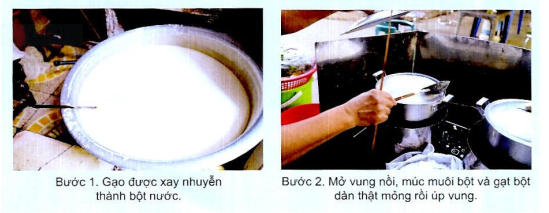 Bước 1. Gạo được xay nhuyễn
thành bột nước.
Bước 2. Mở vung nồi, múc muôi bột và gạt bột
dàn thật mỏng rồi úp vung.